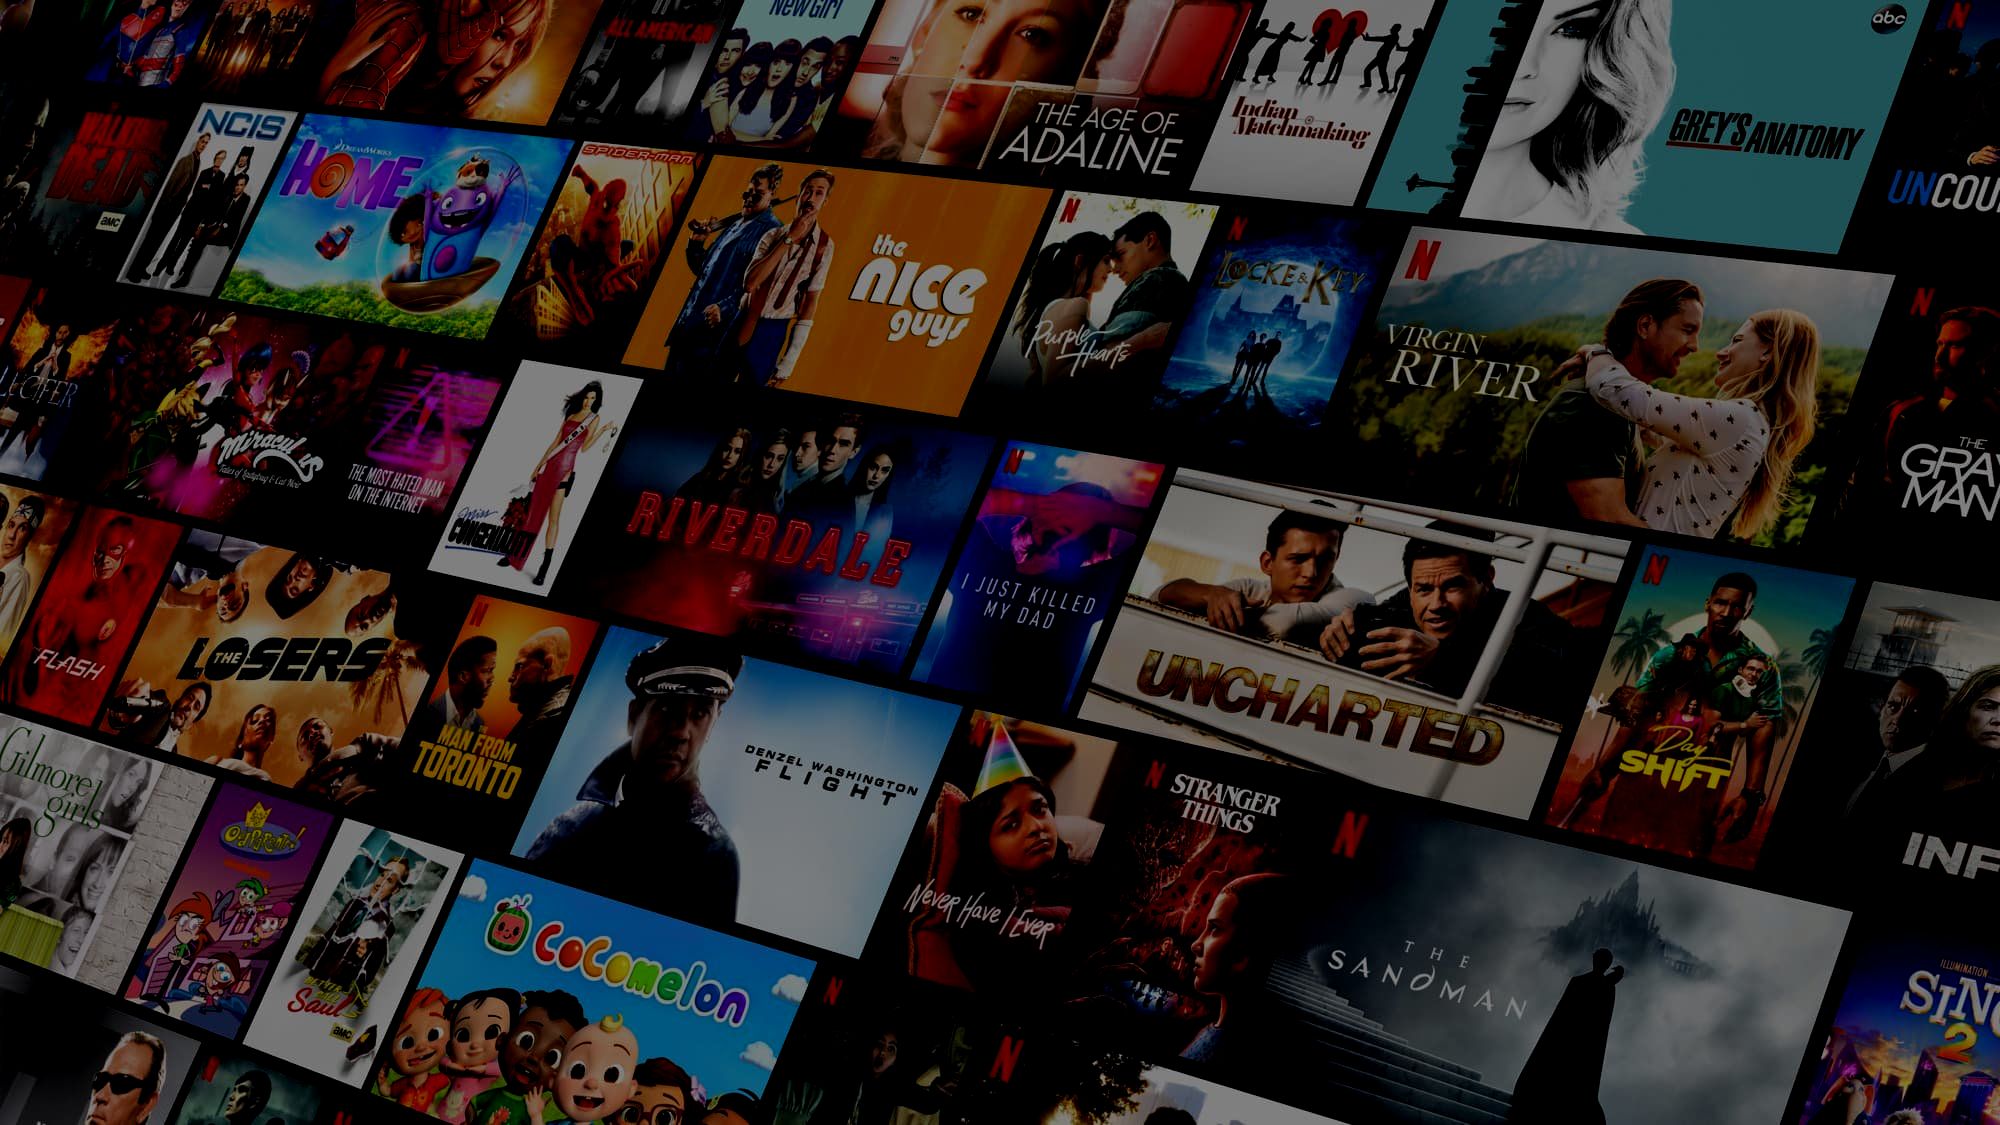 ALL AMERICAN
New Girl
THE AGE OF
ADALINE
Indian
Matchmaking
abc
GREY'S ANATOMY
N
UNCOU
WALKING
DEAD
aMC
NCIS
DREAMWORKS
HOME
SPIDER-MAN
the
nice
guys
N
Purple
Hearts
N
LOCKE & KEY
N
VIRGIN
RIVER
N
THE
GRAY
MAN
LUCIFER
Miraculous
Tales of Ladybug & Cat Noir
N
THE MOST HATED MAN
ON THE INTERNET
Miss
CONGENIALITY
RIVERDALE
N
I JUST KILLED
MY DAD
UNCHARTED
N
Day
SHIFT
INF
FLASH
THE LOSERS
N
THE
MAN FROM
TORONTO
DENZEL WASHINGTON
FLIGHT
N
Never Have I Ever
N
STRANGER
THINGS
N
THE
SANDMAN
ILLUMINATION
SING
2
Gilmore
girls
OddParents!
BETTER CALL
Saul
aMC
CoComelon
N
N
N